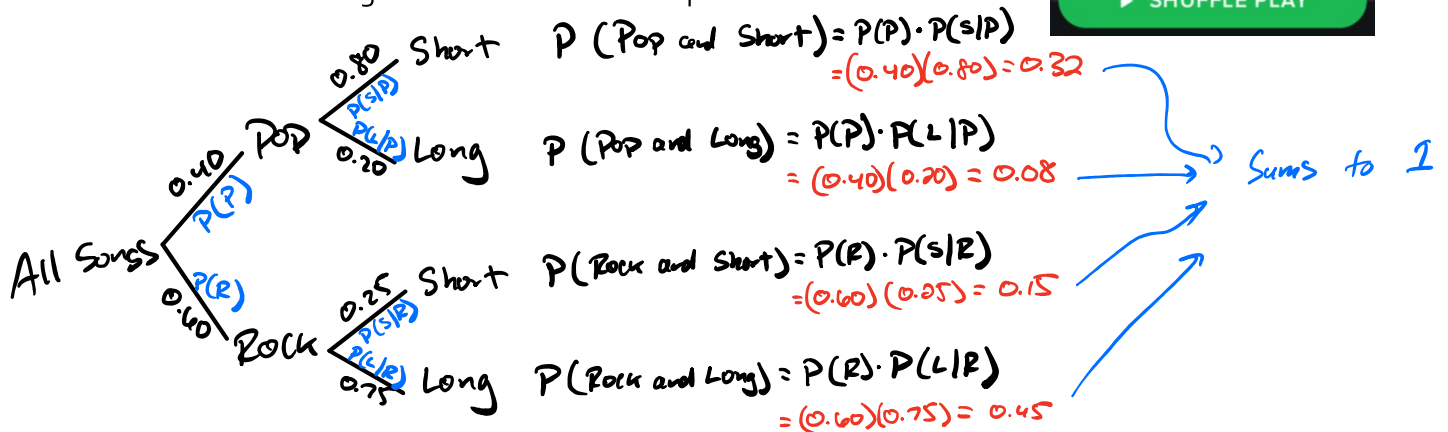 SHUFFLE PLAY
0.80 Short P (Pop and Short) = P(P) · P(S|P)
P(S|P) = (0.40)(0.80) = 0.32
0.40 POP P(L|P) Long P (Pop and Long) = P(P) · P(L|P)
0.20 = (0.40)(0.20) = 0.08
Sums to 1
P(P)
All Songs
P(R)
0.60
0.25 Short P(Rock and Short) = P(R) · P(S|R)
P(S|R) = (0.60)(0.25) = 0.15
ROCK P(L|R)
0.75 Long P(Rock and Long) = P(R) · P(L|R)
= (0.60)(0.75) = 0.45